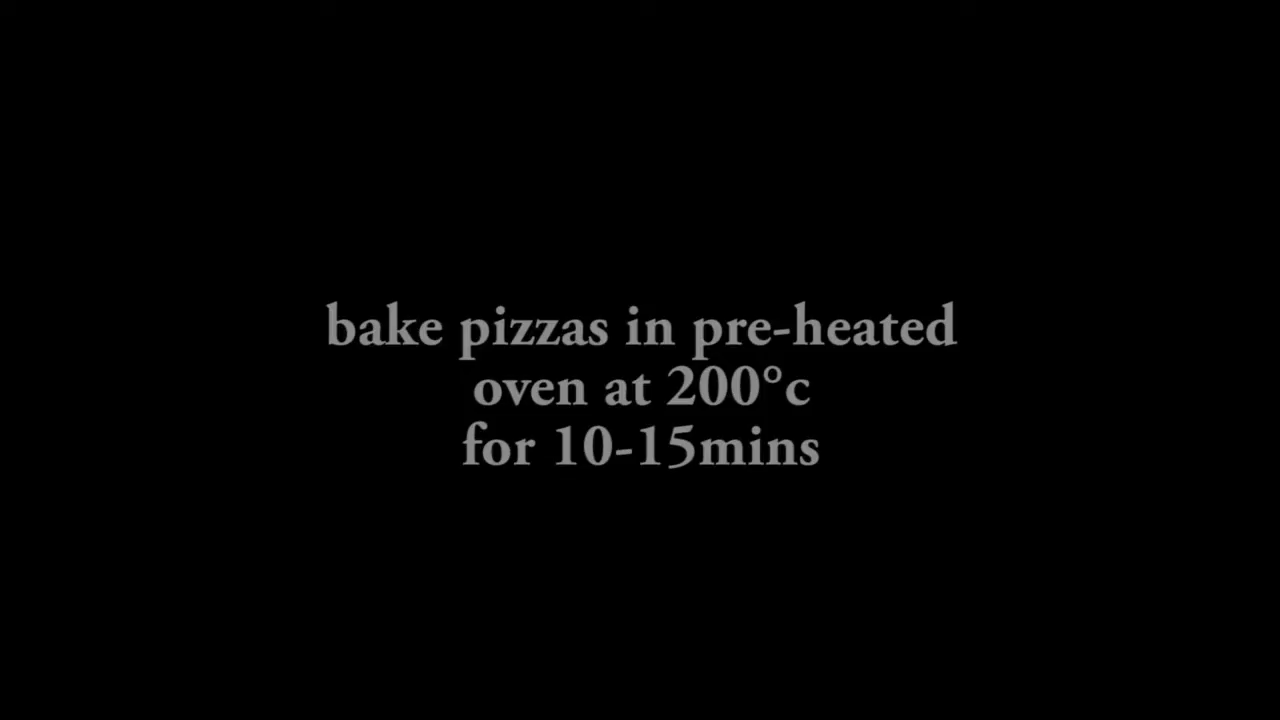 bake pizzas in pre-heated
oven at 200°c
for 10-15mins